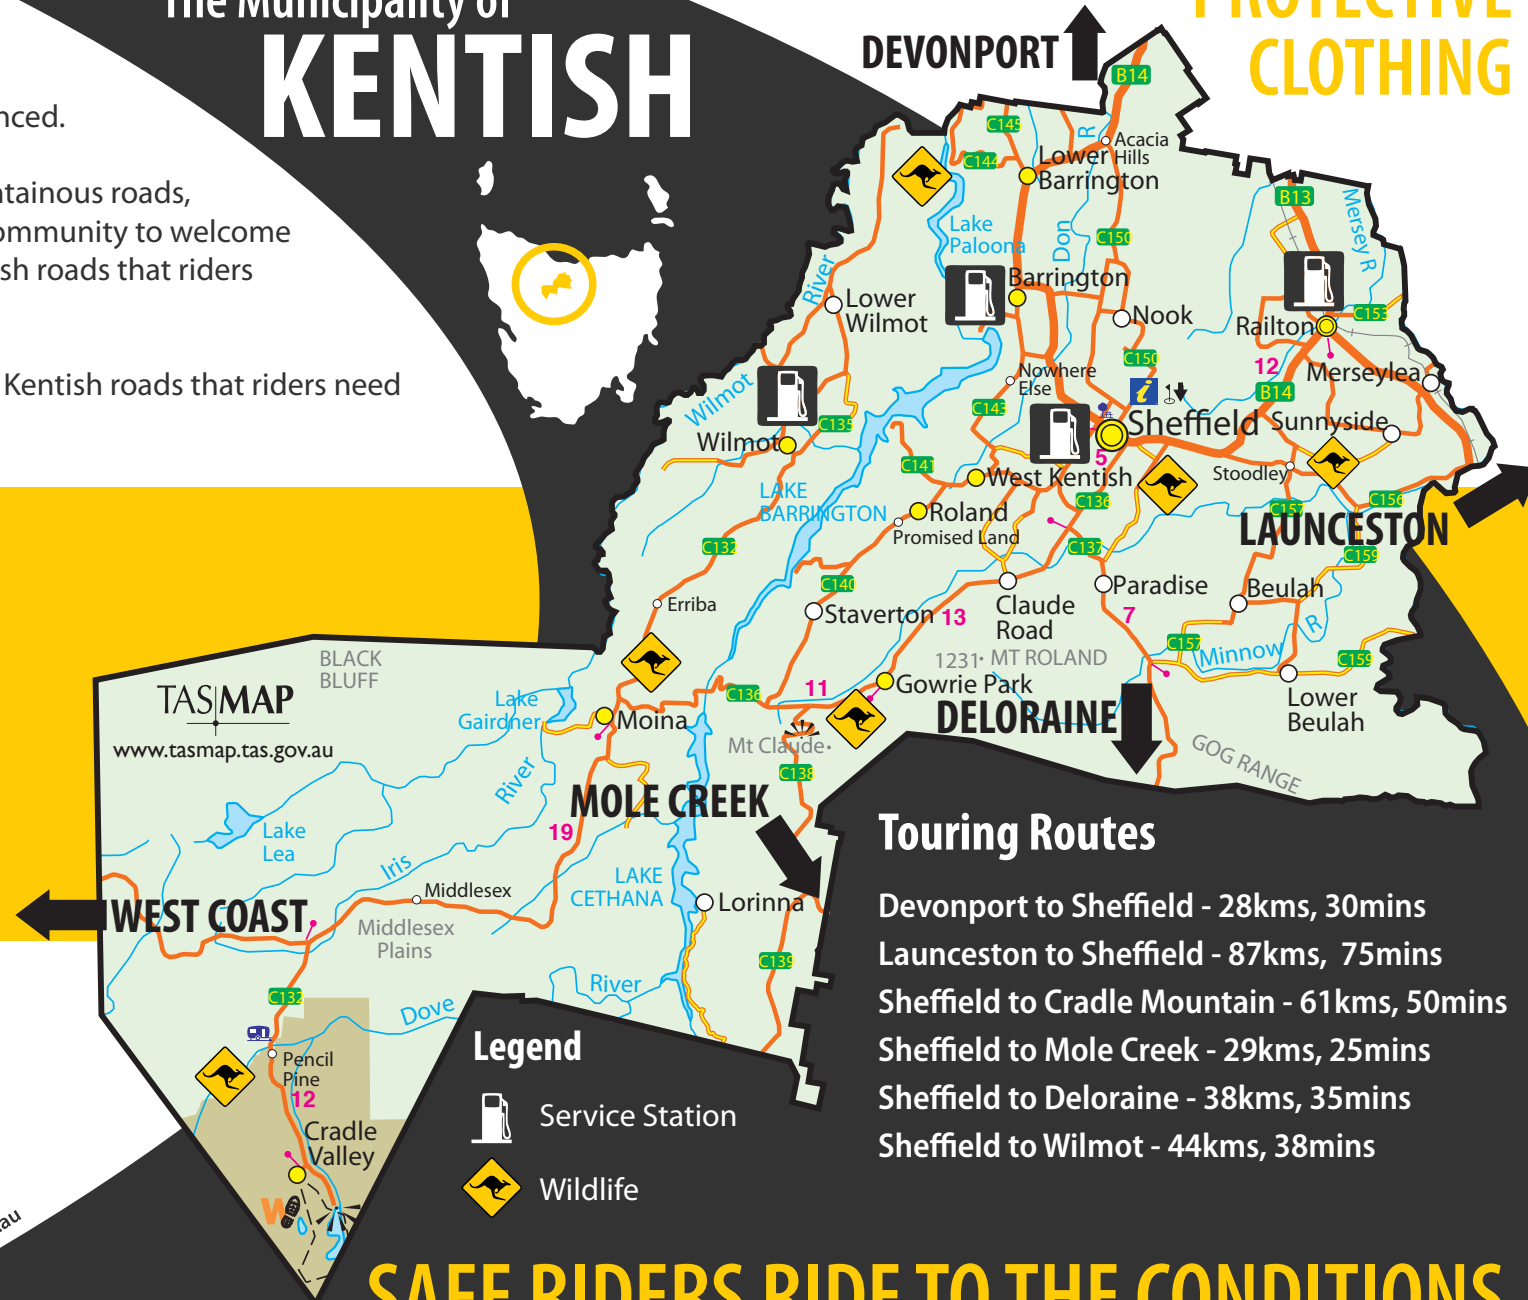 The Municipality of
KENTISH
PROTECTIVE
CLOTHING
nced.
ntainous roads,
ommunity to welcome
sh roads that riders
Kentish roads that riders need
DEVONPORT
B14
C145
C144
R
Acacia
Hills
Lower
Barrington
B13
Mersey R
Lake
Paloona
Don
C150
River
Barrington
Lower
Wilmot
Nook
Railton
C153
C150
12
Merseylea
Nowhere
Else
B14
Wilmot
C143
i
Sheffield
Sunnyside
C135
Wilmot
5
C141
West Kentish
Stoodley
LAKE
BARRINGTON
C136
C157
C156
Roland
Promised Land
LAUNCESTON
C132
C137
C159
C140
Paradise
Beulah
Erriba
Staverton
13
Claude
Road
7
R
BLACK
BLUFF
1231
MT ROLAND
C157
Minnow
C159
TASMAP
www.tasmap.tas.gov.au
Lake
Gairdner
C136
11
Gowrie Park
Lower
Beulah
Moina
DELORAINE
Mt Claude
GOG RANGE
C138
River
MOLE CREEK
19
Lake
Lea
Iris
LAKE
CETHANA
Middlesex
Lorinna
WEST COAST
Middlesex
Plains
C139
River
C132
Dove
Pencil
Pine
12
Cradle
Valley
W
Touring Routes
Devonport to Sheffield - 28kms, 30mins
Launceston to Sheffield - 87kms, 75mins
Sheffield to Cradle Mountain - 61kms, 50mins
Sheffield to Mole Creek - 29kms, 25mins
Sheffield to Deloraine - 38kms, 35mins
Sheffield to Wilmot - 44kms, 38mins
Legend
Service Station
Wildlife
.au
SAFE RIDERS RIDE TO THE CONDITIONS